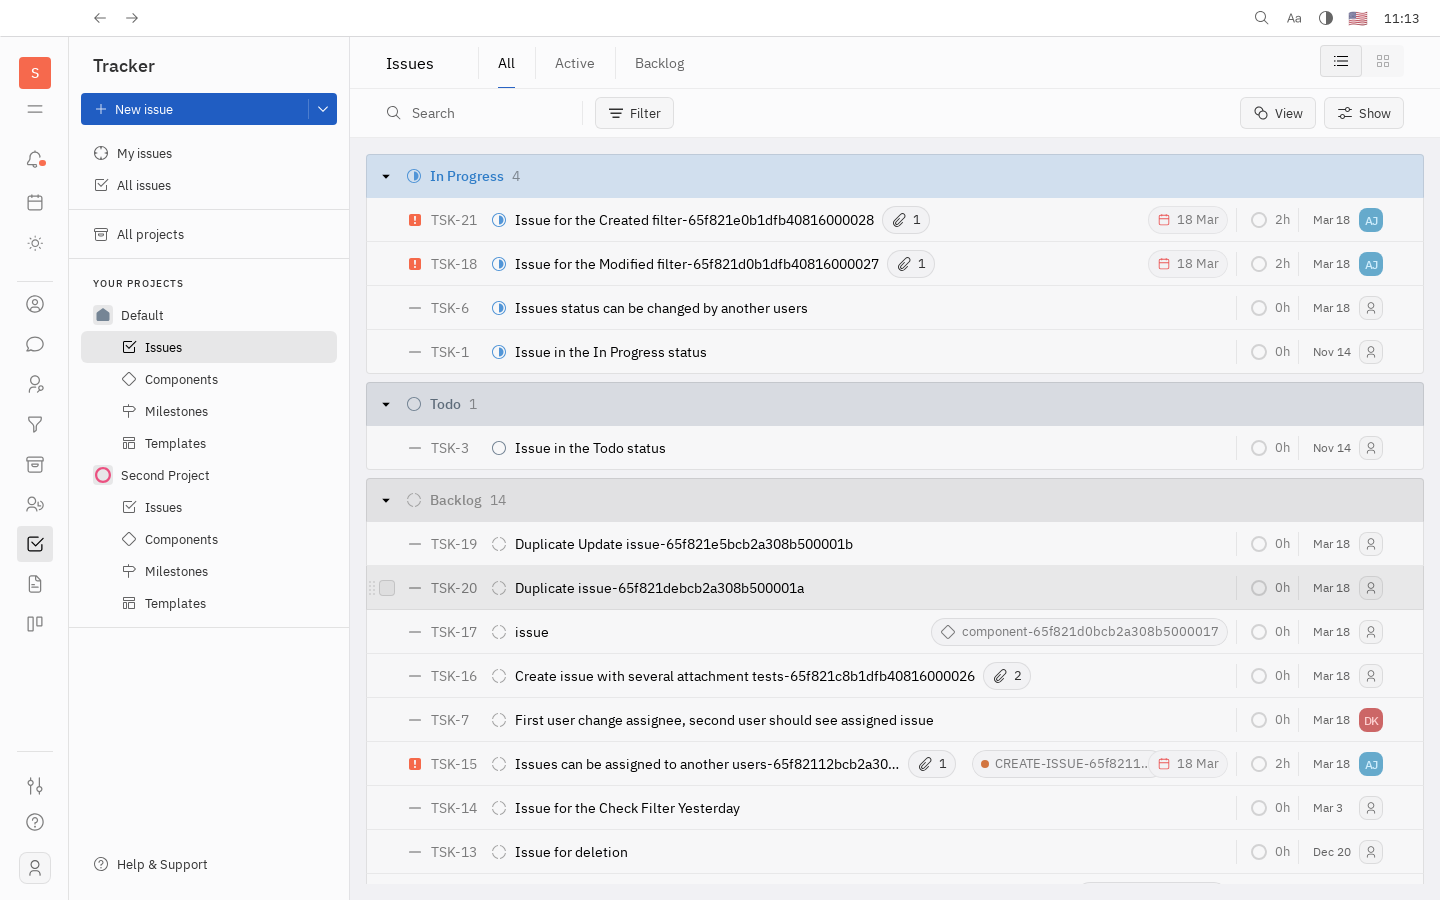 Aa 11:13
S
Tracker
New issue
My issues
All issues
All projects
YOUR PROJECTS
Default
Issues
Components
Milestones
Templates
Second Project
Issues
Components
Milestones
Templates
Help & Support
Issues All Active Backlog
Search Filter View Show
In Progress 4
TSK-21 Issue for the Created filter-65f821e0b1dfb40816000028 1 18 Mar 2h Mar 18 AJ
TSK-18 Issue for the Modified filter-65f821d0b1dfb40816000027 1 18 Mar 2h Mar 18 AJ
TSK-6 Issues status can be changed by another users 0h Mar 18
TSK-1 Issue in the In Progress status 0h Nov 14
Todo 1
TSK-3 Issue in the Todo status 0h Nov 14
Backlog 14
TSK-19 Duplicate Update issue-65f821e5bcb2a308b500001b 0h Mar 18
TSK-20 Duplicate issue-65f821debcb2a308b500001a 0h Mar 18
TSK-17 issue component-65f821d0bcb2a308b5000017 0h Mar 18
TSK-16 Create issue with several attachment tests-65f821c8b1dfb40816000026 2 0h Mar 18
TSK-7 First user change assignee, second user should see assigned issue 0h Mar 18 DK
TSK-15 Issues can be assigned to another users-65f82112bcb2a30... 1 CREATE-ISSUE-65f8211... 18 Mar 2h Mar 18 AJ
TSK-14 Issue for the Check Filter Yesterday 0h Mar 3
TSK-13 Issue for deletion 0h Dec 20